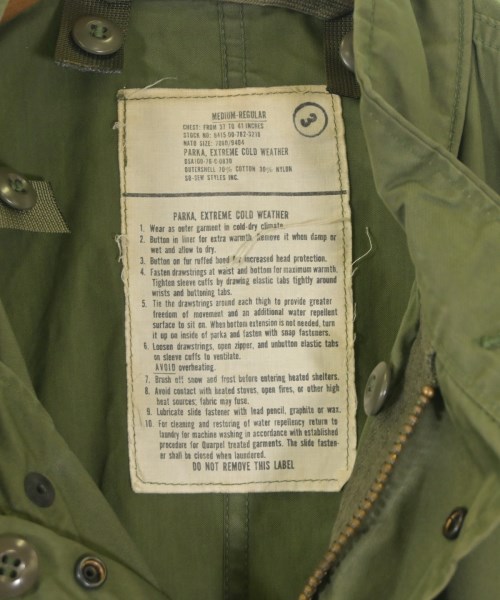 MEDIUM-REGULAR
3
CHEST: FROM 37 TO 41 INCHES
STOCK NO: 8415-00-782-3218
NATO SIZE: 7080/9404
PARKA, EXTREME COLD WEATHER
OUTERSHELL 70% COTTON 30% NYLON
SO-SEW STYLES INC.
PARKA, EXTREME COLD WEATHER
1. Wear as outer garment in cold-dry climate.
2. Button in liner for extra warmth. Remove it when damp or
wet and allow to dry.
3. Button on fur ruffed hood for increased head protection.
4. Fasten drawstrings at waist and bottom for maximum warmth.
Tighten sleeve cuffs by drawing elastic tabs tightly around
wrists and buttoning tabs.
5. Tie the drawstrings around each thigh to provide greater
freedom of movement and an additional water repellent
surface to sit on. When bottom extension is not needed, turn
it up on inside of parka and fasten with snap fasteners.
6. Loosen drawstrings, open zipper, and unbutton elastic tabs
on sleeve cuffs to ventilate.
AVOID overheating.
7. Brush off snow and frost before entering heated shelters.
8. Avoid contact with heated stoves, open fires, or other high
heat sources; fabric may fuse.
9. Lubricate slide fastener with lead pencil, graphite or wax.
10. For cleaning and restoring of water repellency return to
laundry for machine washing in accordance with established
procedure for Quarpel treated garments. The slide fasten-
er shall be closed when laundered.
DO NOT REMOVE THIS LABEL